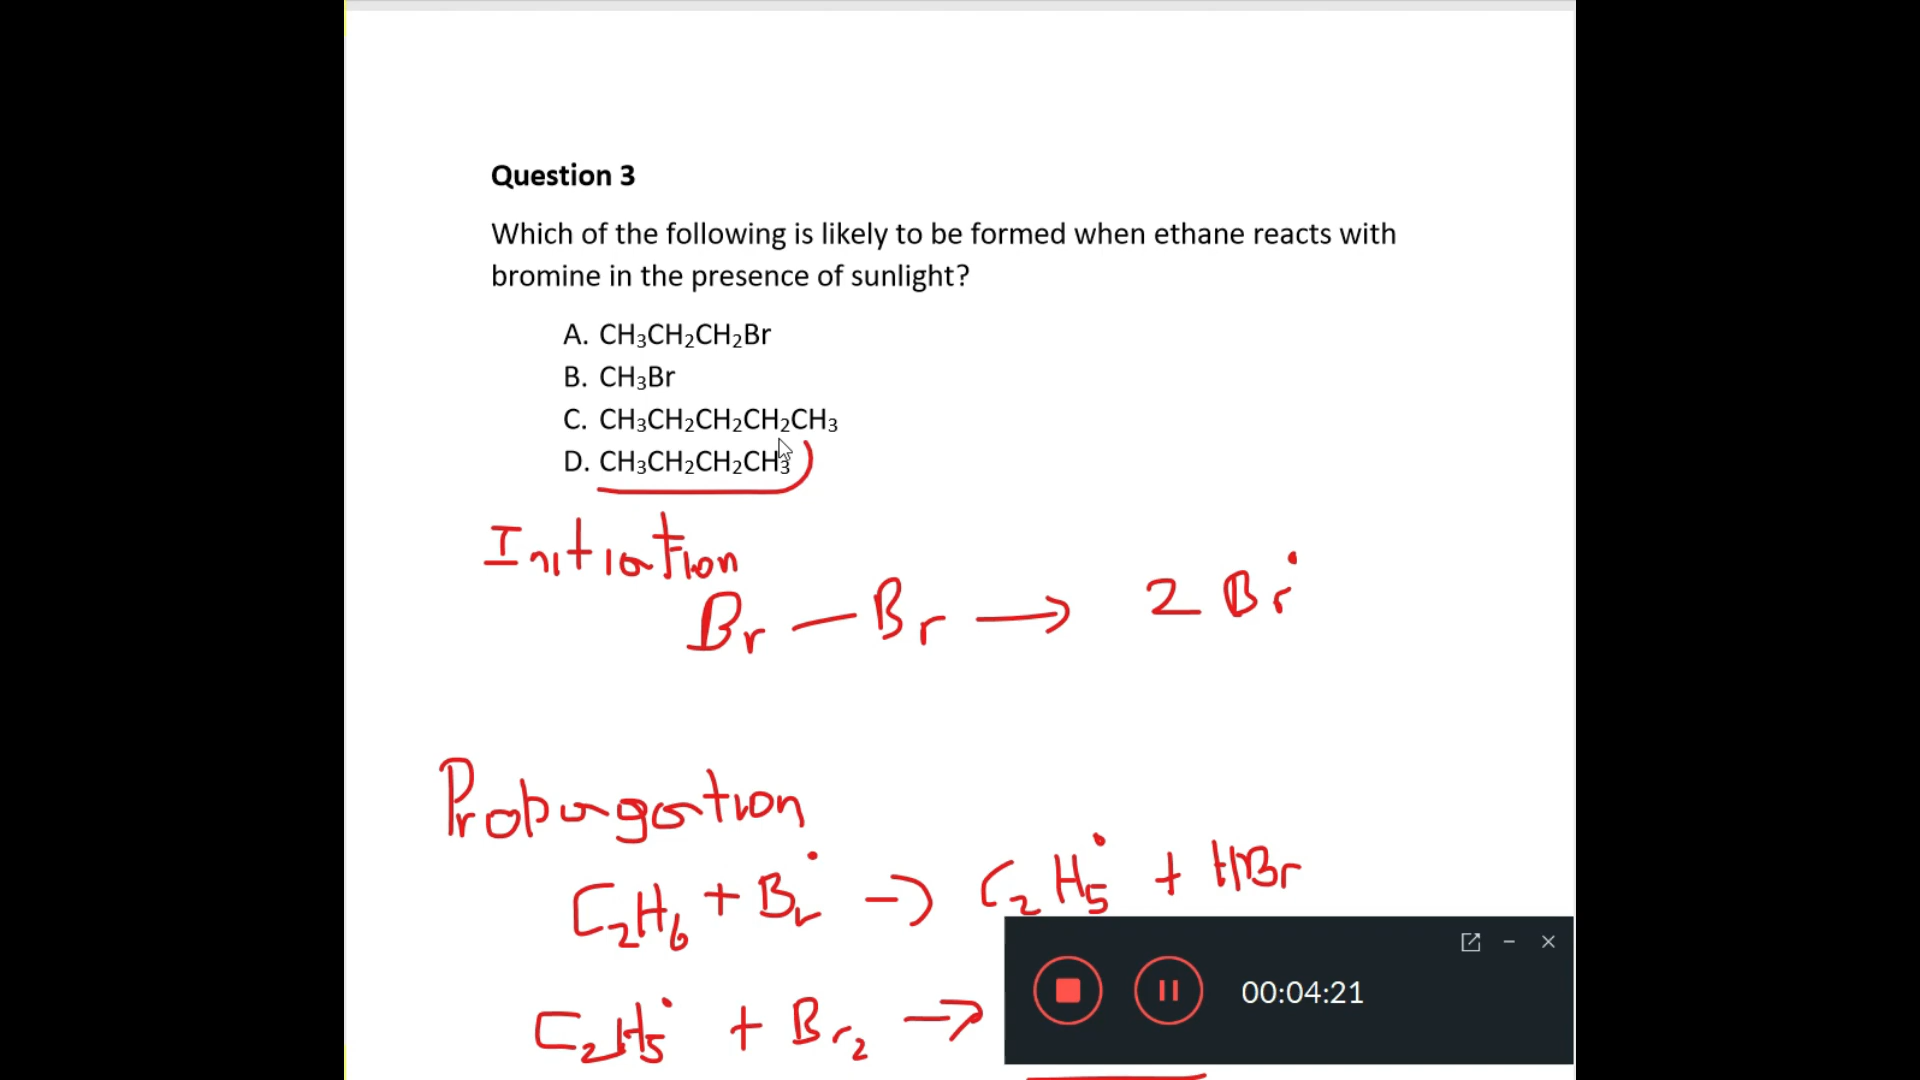 Question 3
Which of the following is likely to be formed when ethane reacts with
bromine in the presence of sunlight?
A. CH₃CH₂CH₂Br
B. CH₃Br
C. CH₃CH₂CH₂CH₂CH₃
D. CH₃CH₂CH₂CH₃
Initiation
Br — Br → 2 Br•
Propagation
C₂H₆ + Br• → C₂H₅• + HBr
C₂H₅• + Br₂ →
00:04:21